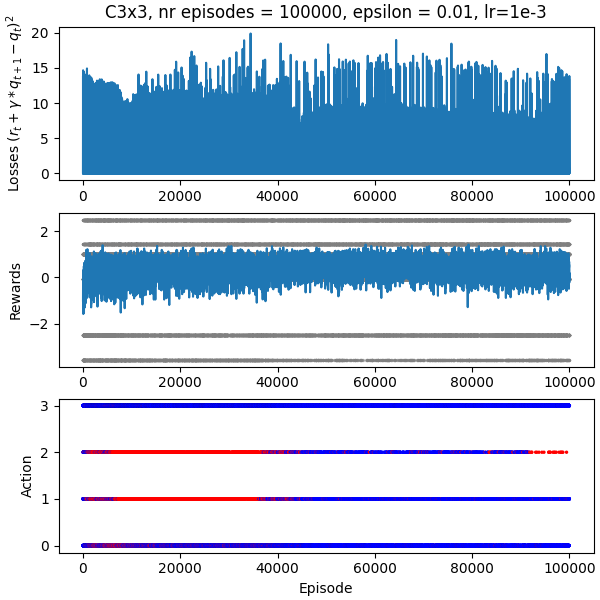 C3x3, nr episodes = 100000, epsilon = 0.01, lr=1e-3
Losses (r_t + γ * q_{t+1} − q_t)^2
20
15
10
5
0
0 20000 40000 60000 80000 100000
Rewards
2
0
−2
0 20000 40000 60000 80000 100000
Action
3
2
1
0
0 20000 40000 60000 80000 100000
Episode